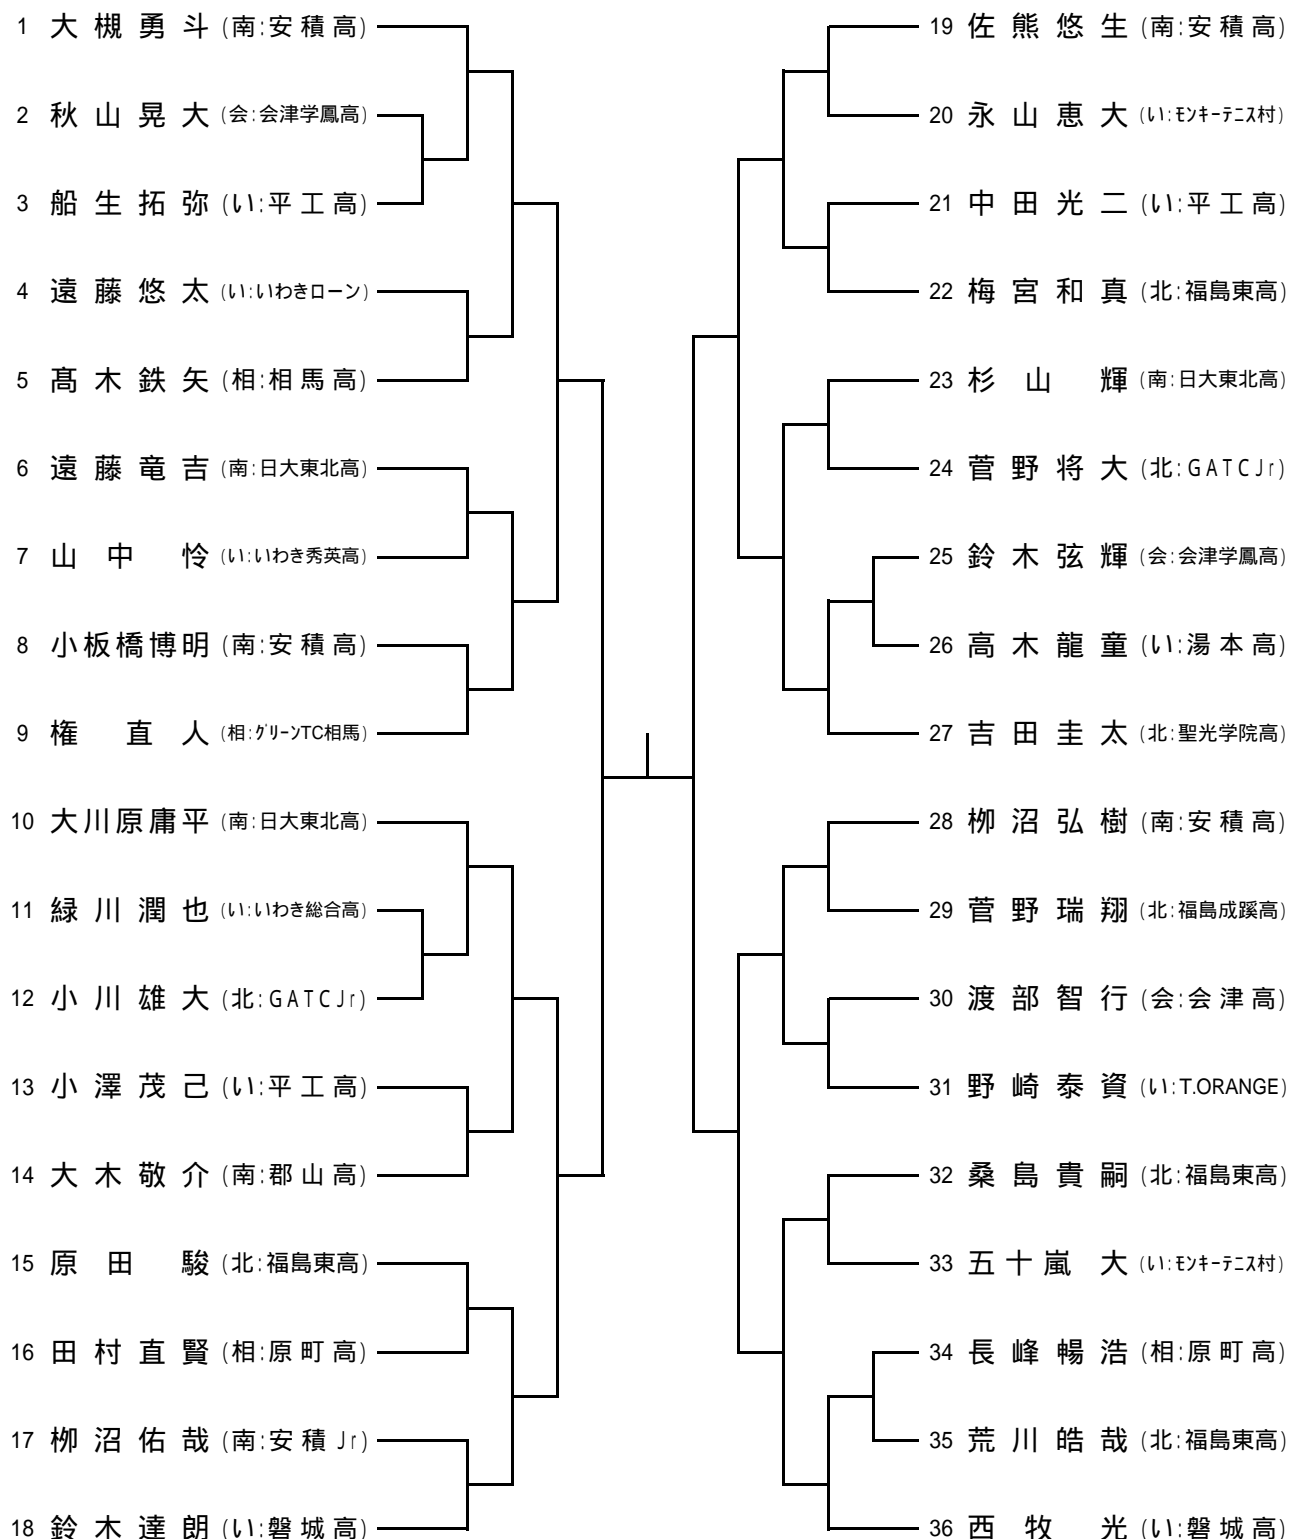 1 大槻勇斗 (南:安積高)
2 秋山晃大 (会:会津学鳳高)
3 船生拓弥 (い:平工高)
4 遠藤悠太 (い:いわきローン)
5 髙木鉄矢 (相:相馬高)
6 遠藤竜吉 (南:日大東北高)
7 山中怜 (い:いわき秀英高)
8 小板橋博明 (南:安積高)
9 権直人 (相:グリーンTC相馬)
10 大川原庸平 (南:日大東北高)
11 緑川潤也 (い:いわき総合高)
12 小川雄大 (北:GATCJr)
13 小澤茂己 (い:平工高)
14 大木敬介 (南:郡山高)
15 原田駿 (北:福島東高)
16 田村直賢 (相:原町高)
17 栁沼佑哉 (南:安積Jr)
18 鈴木達朗 (い:磐城高)
19 佐熊悠生 (南:安積高)
20 永山恵大 (い:モンキーテニス村)
21 中田光二 (い:平工高)
22 梅宮和真 (北:福島東高)
23 杉山輝 (南:日大東北高)
24 菅野将大 (北:GATCJr)
25 鈴木弦輝 (会:会津学鳳高)
26 高木龍童 (い:湯本高)
27 吉田圭太 (北:聖光学院高)
28 栁沼弘樹 (南:安積高)
29 菅野瑞翔 (北:福島成蹊高)
30 渡部智行 (会:会津高)
31 野崎泰資 (い:T.ORANGE)
32 桑島貴嗣 (北:福島東高)
33 五十嵐大 (い:モンキーテニス村)
34 長峰暢浩 (相:原町高)
35 荒川皓哉 (北:福島東高)
36 西牧光 (い:磐城高)